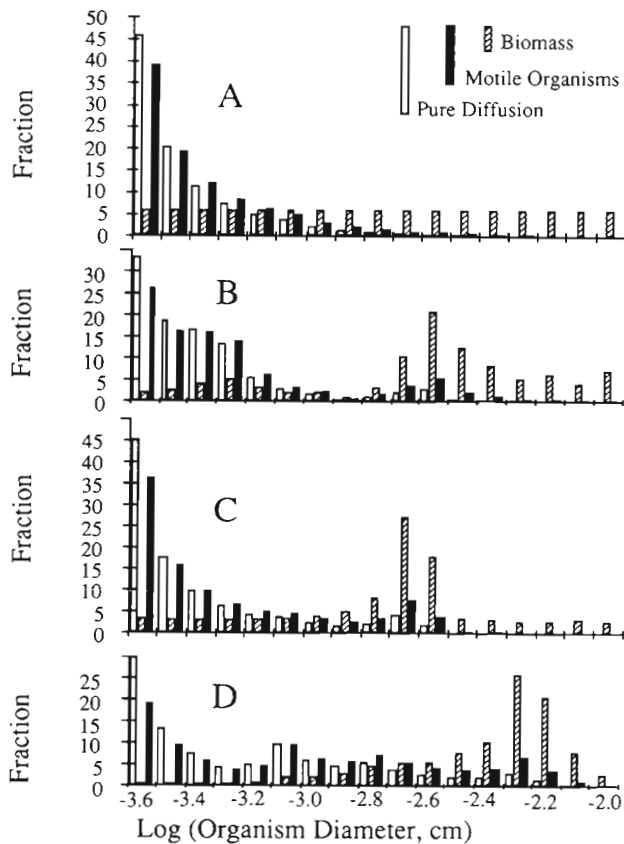 50
45
40
35
30
25
20
15
10
5
0
Fraction
A
Biomass
Motile Organisms
Pure Diffusion
30
25
20
15
10
5
0
Fraction
B
45
40
35
30
25
20
15
10
5
0
Fraction
C
25
20
15
10
5
0
Fraction
D
-3.6 -3.4 -3.2 -3.0 -2.8 -2.6 -2.4 -2.2 -2.0
Log (Organism Diameter, cm)